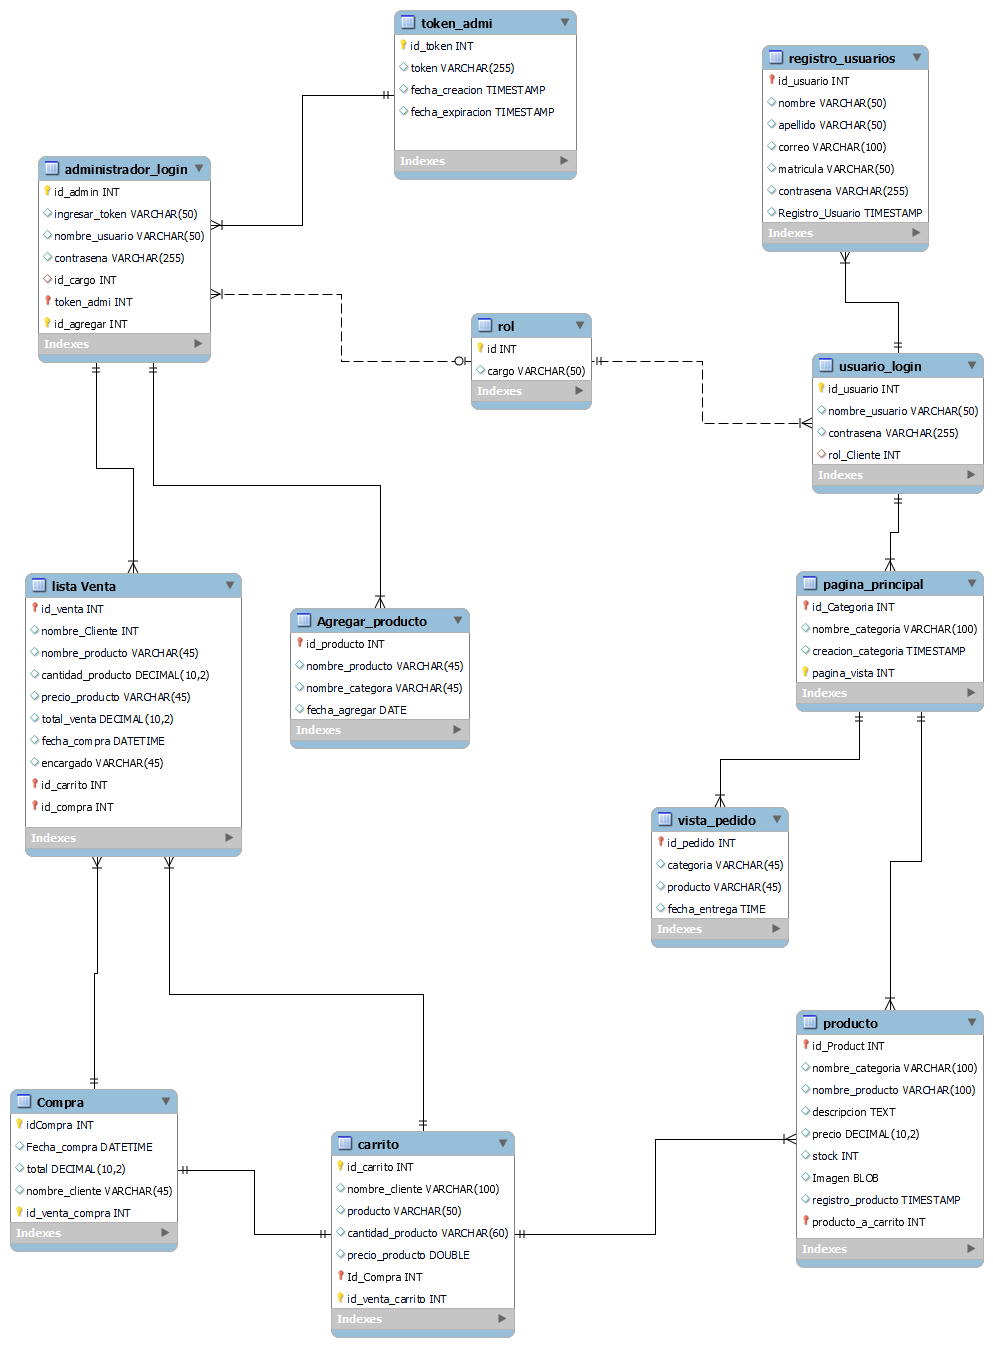 token_admi
id_token INT
token VARCHAR(255)
fecha_creacion TIMESTAMP
fecha_expiracion TIMESTAMP
Indexes
registro_usuarios
id_usuario INT
nombre VARCHAR(50)
apellido VARCHAR(50)
correo VARCHAR(100)
matricula VARCHAR(50)
contrasena VARCHAR(255)
Registro_Usuario TIMESTAMP
Indexes
administrador_login
id_admin INT
ingresar_token VARCHAR(50)
nombre_usuario VARCHAR(50)
contrasena VARCHAR(255)
id_cargo INT
token_admi INT
id_agregar INT
Indexes
rol
id INT
cargo VARCHAR(50)
Indexes
usuario_login
id_usuario INT
nombre_usuario VARCHAR(50)
contrasena VARCHAR(255)
rol_Cliente INT
Indexes
lista Venta
id_venta INT
nombre_Cliente INT
nombre_producto VARCHAR(45)
cantidad_producto DECIMAL(10,2)
precio_producto VARCHAR(45)
total_venta DECIMAL(10,2)
fecha_compra DATETIME
encargado VARCHAR(45)
id_carrito INT
id_compra INT
Indexes
Agregar_producto
id_producto INT
nombre_producto VARCHAR(45)
nombre_categora VARCHAR(45)
fecha_agregar DATE
Indexes
pagina_principal
id_Categoria INT
nombre_categoria VARCHAR(100)
creacion_categoria TIMESTAMP
pagina_vista INT
Indexes
vista_pedido
id_pedido INT
categoria VARCHAR(45)
producto VARCHAR(45)
fecha_entrega TIME
Indexes
producto
id_Product INT
nombre_categoria VARCHAR(100)
nombre_producto VARCHAR(100)
descripcion TEXT
precio DECIMAL(10,2)
stock INT
Imagen BLOB
registro_producto TIMESTAMP
producto_a_carrito INT
Indexes
Compra
idCompra INT
Fecha_compra DATETIME
total DECIMAL(10,2)
nombre_cliente VARCHAR(45)
id_venta_compra INT
Indexes
carrito
id_carrito INT
nombre_cliente VARCHAR(100)
producto VARCHAR(50)
cantidad_producto VARCHAR(60)
precio_producto DOUBLE
Id_Compra INT
id_venta_carrito INT
Indexes